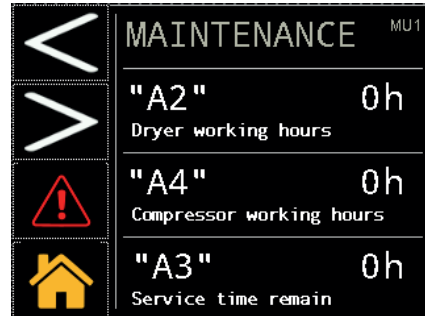 MAINTENANCE MU1
"A2" 0h
Dryer working hours
"A4" 0h
Compressor working hours
"A3" 0h
Service time remain